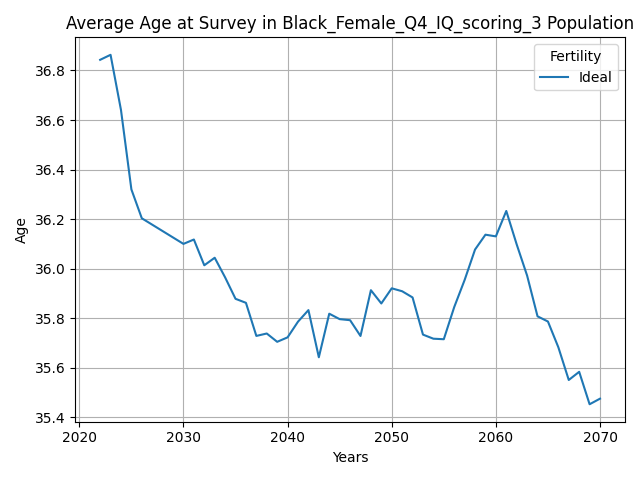 Average Age at Survey in Black_Female_Q4_IQ_scoring_3 Population
Fertility
Ideal
36.8
36.6
36.4
36.2
36.0
35.8
35.6
35.4
Age
2020 2030 2040 2050 2060 2070
Years